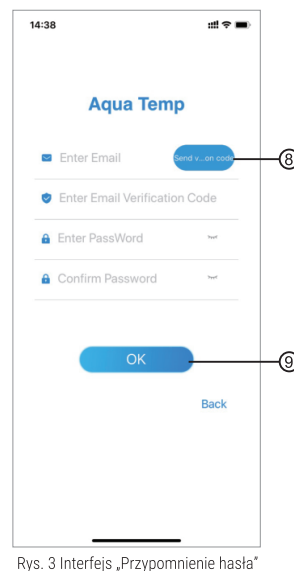 14:38
Aqua Temp
Enter Email
Send v...on code
8
Enter Email Verification Code
Enter PassWord
Confirm Password
OK
9
Back
Rys. 3 Interfejs „Przypomnienie hasła”